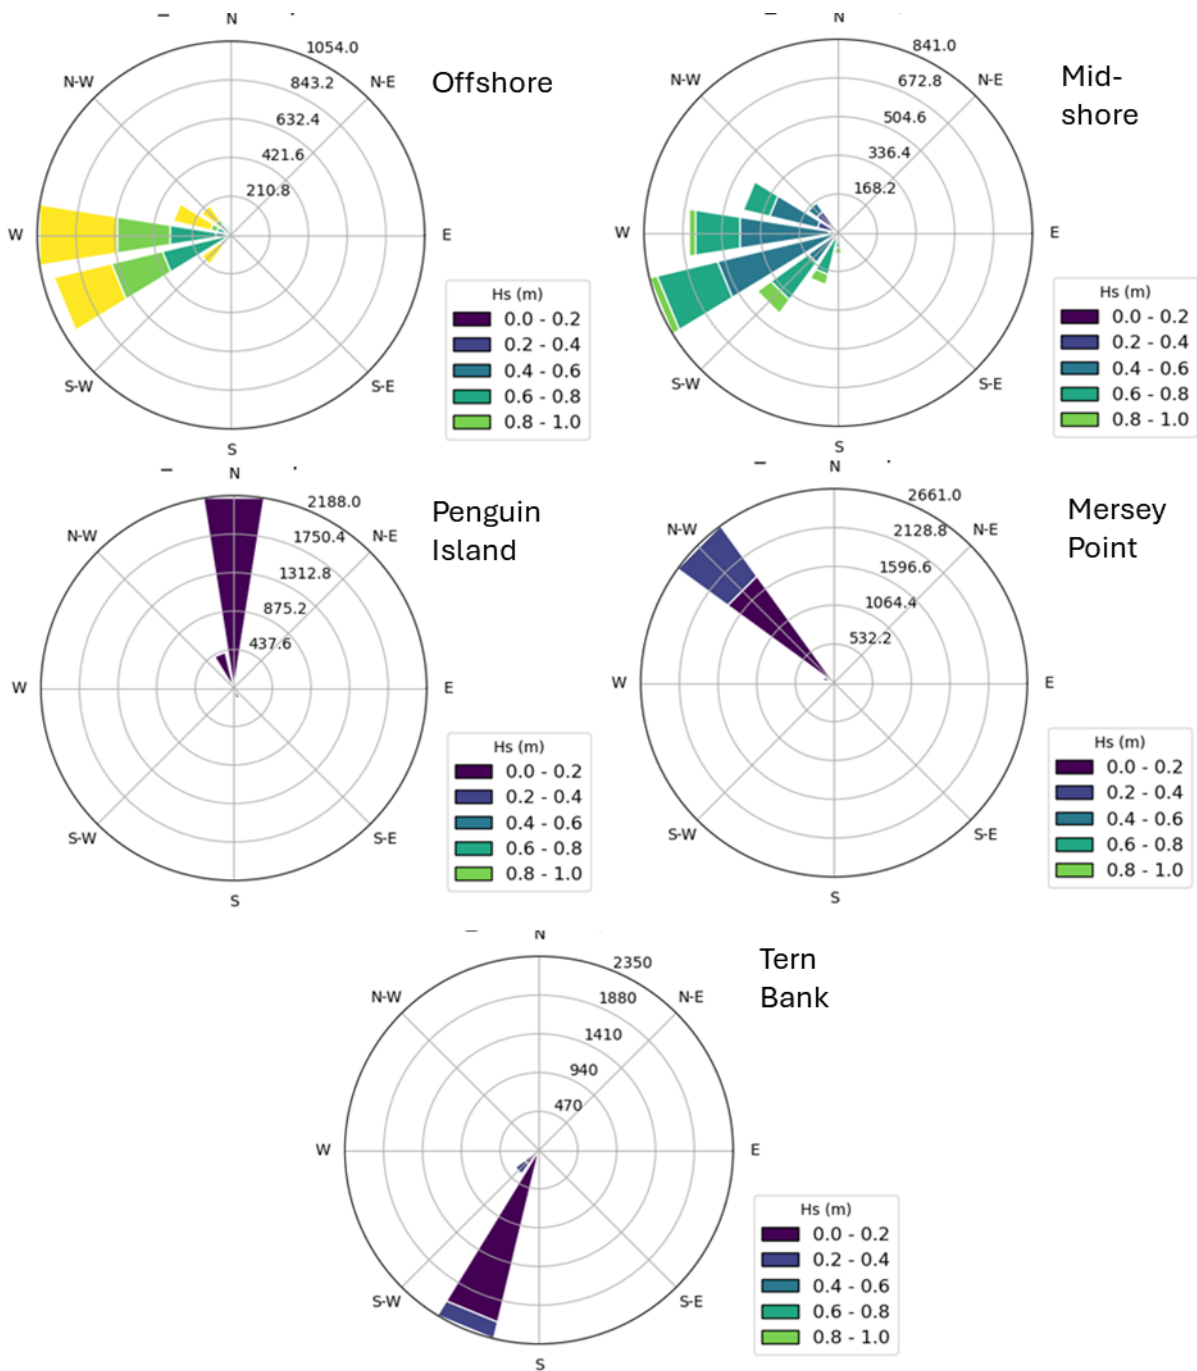 N
1054.0
843.2
632.4
421.6
210.8
N-W
N-E
W
E
S-W
S-E
S
Offshore
Hs (m)
0.0 - 0.2
0.2 - 0.4
0.4 - 0.6
0.6 - 0.8
0.8 - 1.0
N
841.0
672.8
504.6
336.4
168.2
N-W
N-E
W
E
S-W
S-E
S
Mid-
shore
Hs (m)
0.0 - 0.2
0.2 - 0.4
0.4 - 0.6
0.6 - 0.8
0.8 - 1.0
N
2188.0
1750.4
1312.8
875.2
437.6
N-W
N-E
W
E
S-W
S-E
S
Penguin
Island
Hs (m)
0.0 - 0.2
0.2 - 0.4
0.4 - 0.6
0.6 - 0.8
0.8 - 1.0
N
2661.0
2128.8
1596.6
1064.4
532.2
N-W
N-E
W
E
S-W
S-E
S
Mersey
Point
Hs (m)
0.0 - 0.2
0.2 - 0.4
0.4 - 0.6
0.6 - 0.8
0.8 - 1.0
N
2350
1880
1410
940
470
N-W
N-E
W
E
S-W
S-E
S
Tern
Bank
Hs (m)
0.0 - 0.2
0.2 - 0.4
0.4 - 0.6
0.6 - 0.8
0.8 - 1.0